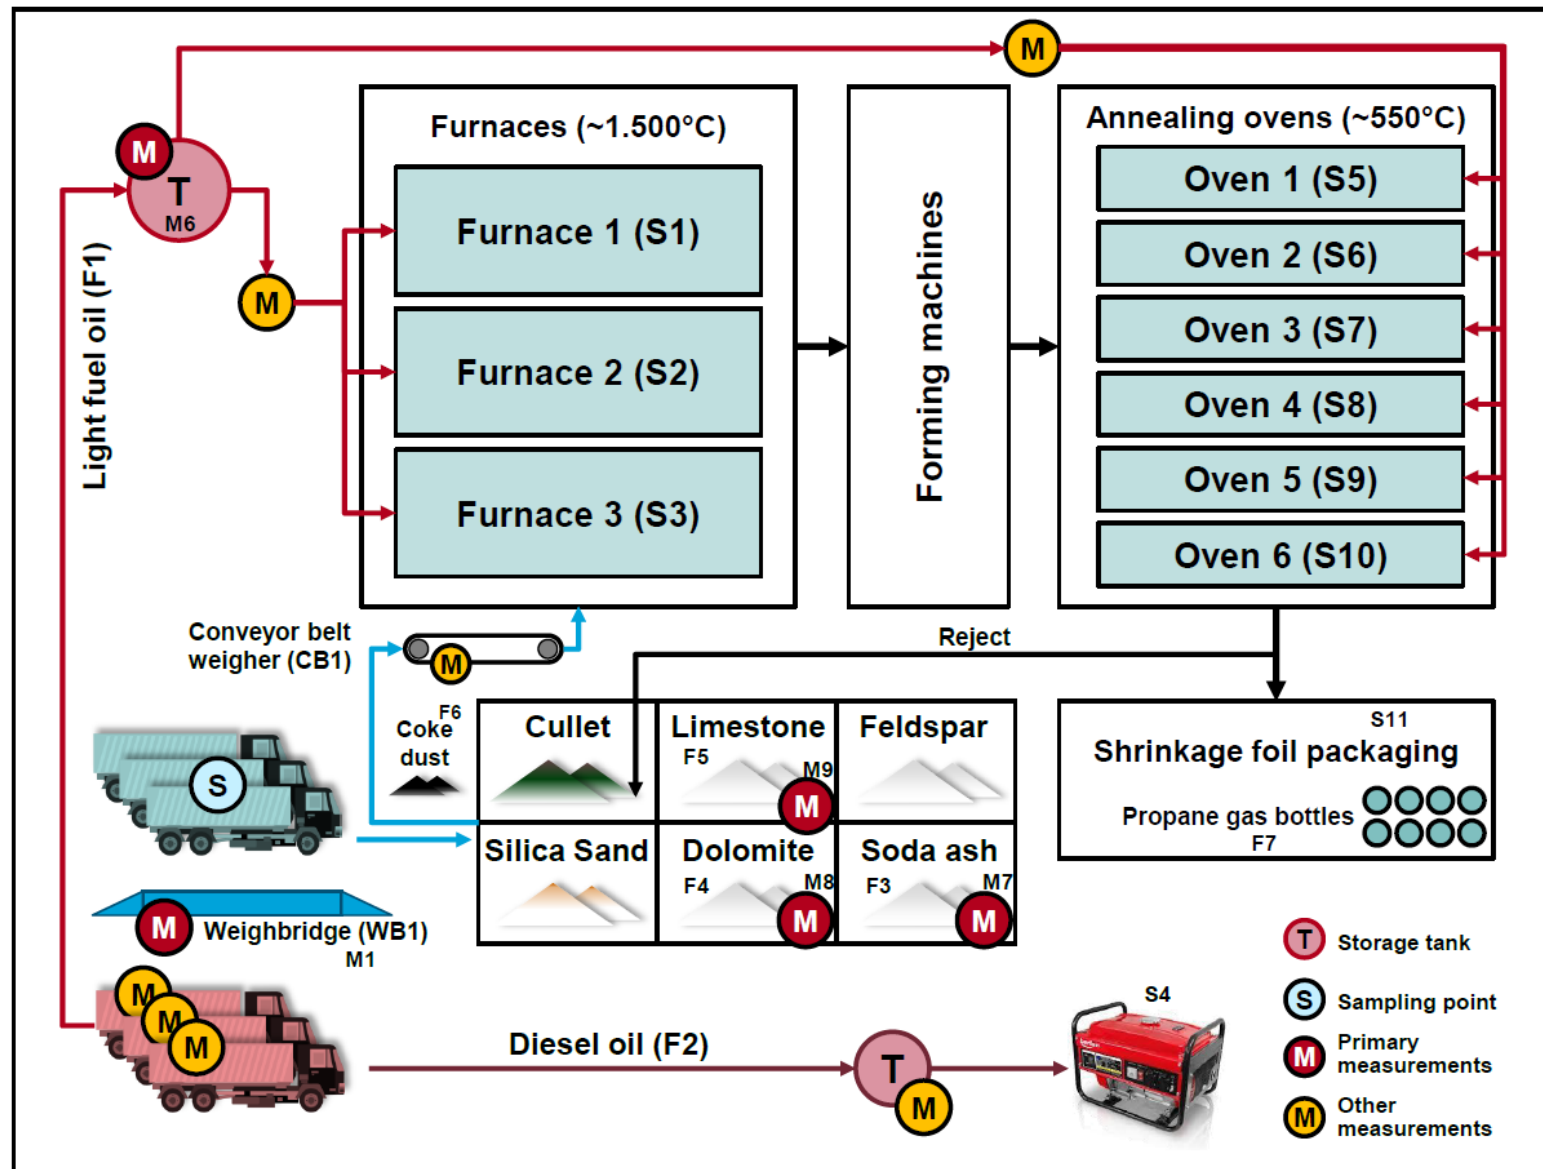 M
M
T
M6
M
Light fuel oil (F1)
Furnaces (~1.500°C)
Furnace 1 (S1)
Furnace 2 (S2)
Furnace 3 (S3)
Forming machines
Annealing ovens (~550°C)
Oven 1 (S5)
Oven 2 (S6)
Oven 3 (S7)
Oven 4 (S8)
Oven 5 (S9)
Oven 6 (S10)
Conveyor belt
weigher (CB1)
M
Reject
F6
Coke
dust
Cullet
Limestone
F5
M9
M
Feldspar
S
Silica Sand
Dolomite
F4
M8
M
Soda ash
F3
M7
M
S11
Shrinkage foil packaging
Propane gas bottles
F7
M
Weighbridge (WB1)
M1
M
M
M
Diesel oil (F2)
T
M
S4
T
Storage tank
S
Sampling point
M
Primary
measurements
M
Other
measurements